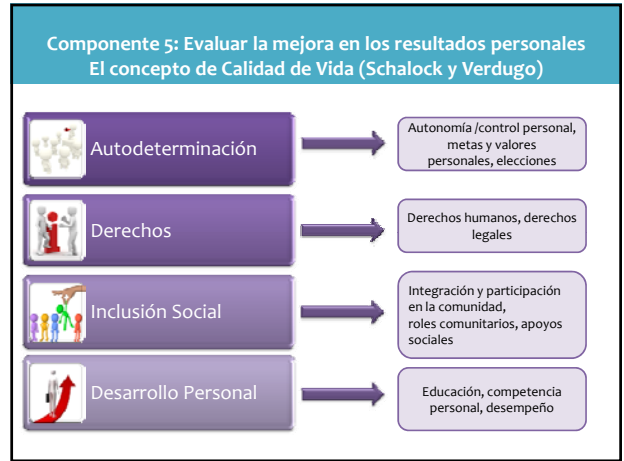 Componente 5: Evaluar la mejora en los resultados personales
El concepto de Calidad de Vida (Schalock y Verdugo)
Autodeterminación
Autonomía /control personal,
metas y valores
personales, elecciones
Derechos
Derechos humanos, derechos
legales
Inclusión Social
Integración y participación
en la comunidad,
roles comunitarios, apoyos
sociales
Desarrollo Personal
Educación, competencia
personal, desempeño